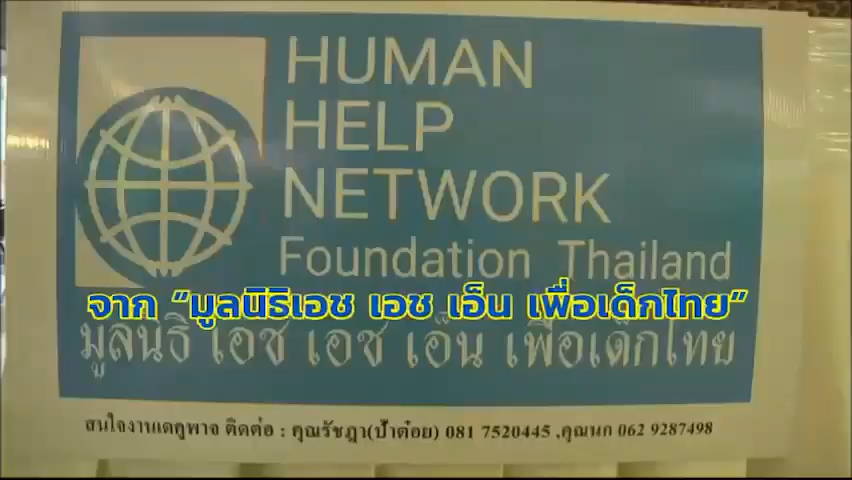 HUMAN
HELP
NETWORK
Foundation Thailand
จาก “มูลนิธิเอช เอช เอ็น เพื่อเด็กไทย”
มูลนิธิ เอช เอช เอ็น เพื่อเด็กไทย
สนใจงานเดคูพาจ ติดต่อ : คุณรัชฎา(ป้าต๋อย) 081 7520445 ,คุณนก 062 9287498